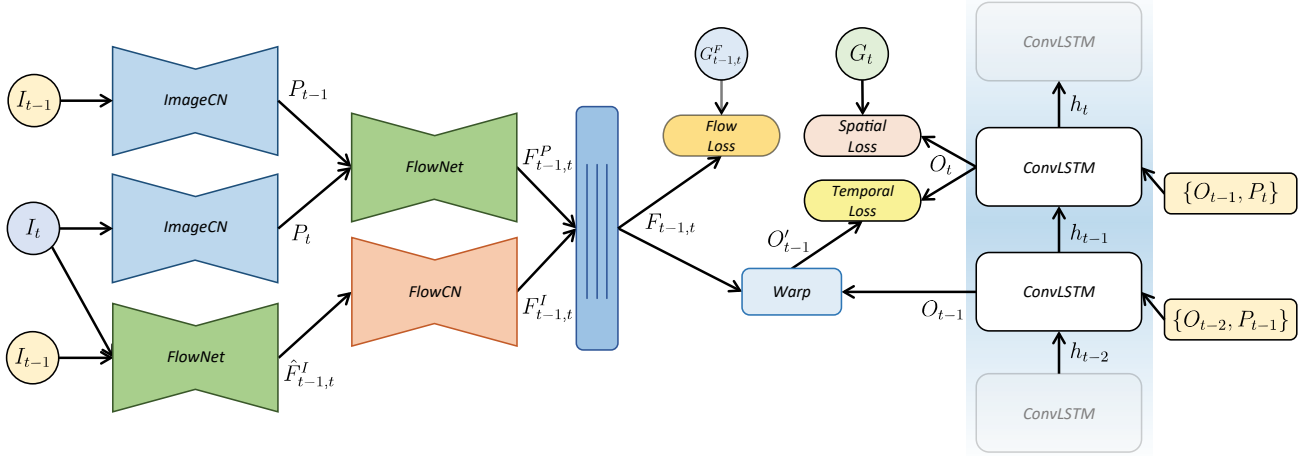 I_{t-1}
ImageCN
P_{t-1}
I_t
ImageCN
P_t
I_{t-1}
FlowNet
\hat{F}^I_{t-1,t}
FlowNet
F^P_{t-1,t}
FlowCN
F^I_{t-1,t}
F_{t-1,t}
G^F_{t-1,t}
Flow
Loss
G_t
Spatial
Loss
O_t
Temporal
Loss
O'_{t-1}
Warp
O_{t-1}
ConvLSTM
h_t
ConvLSTM
{O_{t-1}, P_t}
h_{t-1}
ConvLSTM
{O_{t-2}, P_{t-1}}
h_{t-2}
ConvLSTM